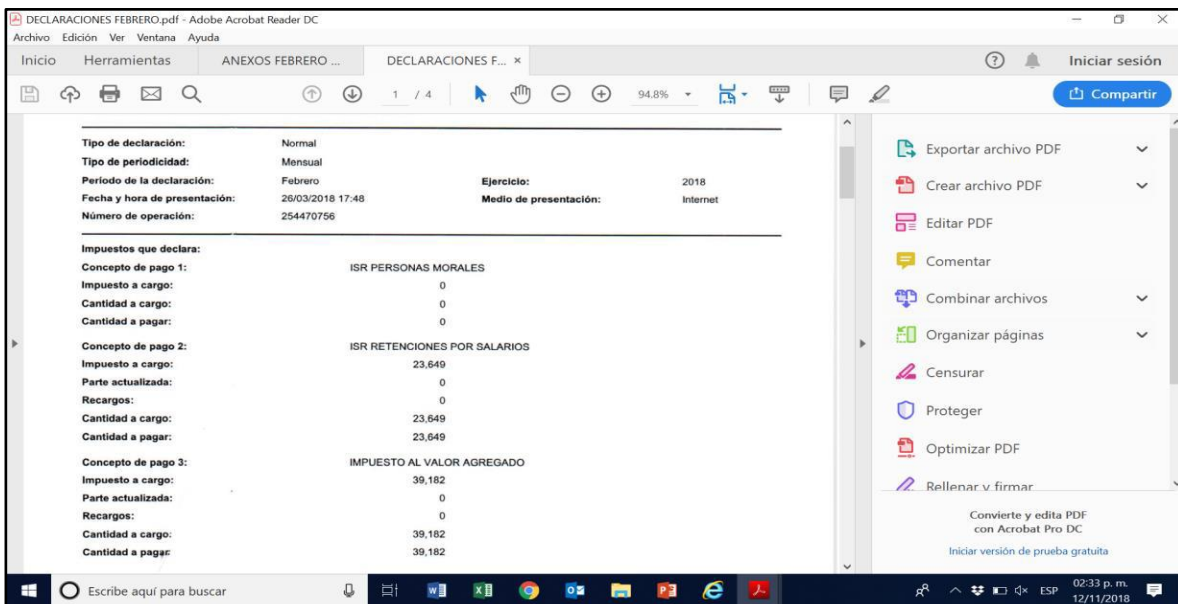 DECLARACIONES FEBRERO.pdf - Adobe Acrobat Reader DC
Archivo Edición Ver Ventana Ayuda
Inicio Herramientas ANEXOS FEBRERO ... DECLARACIONES F... × Iniciar sesión
1 / 4 94.8% Compartir
Tipo de declaración: Normal
Tipo de periodicidad: Mensual
Período de la declaración: Febrero Ejercicio: 2018
Fecha y hora de presentación: 26/03/2018 17:48 Medio de presentación: Internet
Número de operación: 254470756
Impuestos que declara:
Concepto de pago 1: ISR PERSONAS MORALES
Impuesto a cargo: 0
Cantidad a cargo: 0
Cantidad a pagar: 0
Concepto de pago 2: ISR RETENCIONES POR SALARIOS
Impuesto a cargo: 23,649
Parte actualizada: 0
Recargos: 0
Cantidad a cargo: 23,649
Cantidad a pagar: 23,649
Concepto de pago 3: IMPUESTO AL VALOR AGREGADO
Impuesto a cargo: 39,182
Parte actualizada: 0
Recargos: 0
Cantidad a cargo: 39,182
Cantidad a pagar: 39,182
Exportar archivo PDF
Crear archivo PDF
Editar PDF
Comentar
Combinar archivos
Organizar páginas
Censurar
Proteger
Optimizar PDF
Rellenar y firmar
Convierte y edita PDF
con Acrobat Pro DC
Iniciar versión de prueba gratuita
Escribe aquí para buscar
ESP
02:33 p. m.
12/11/2018